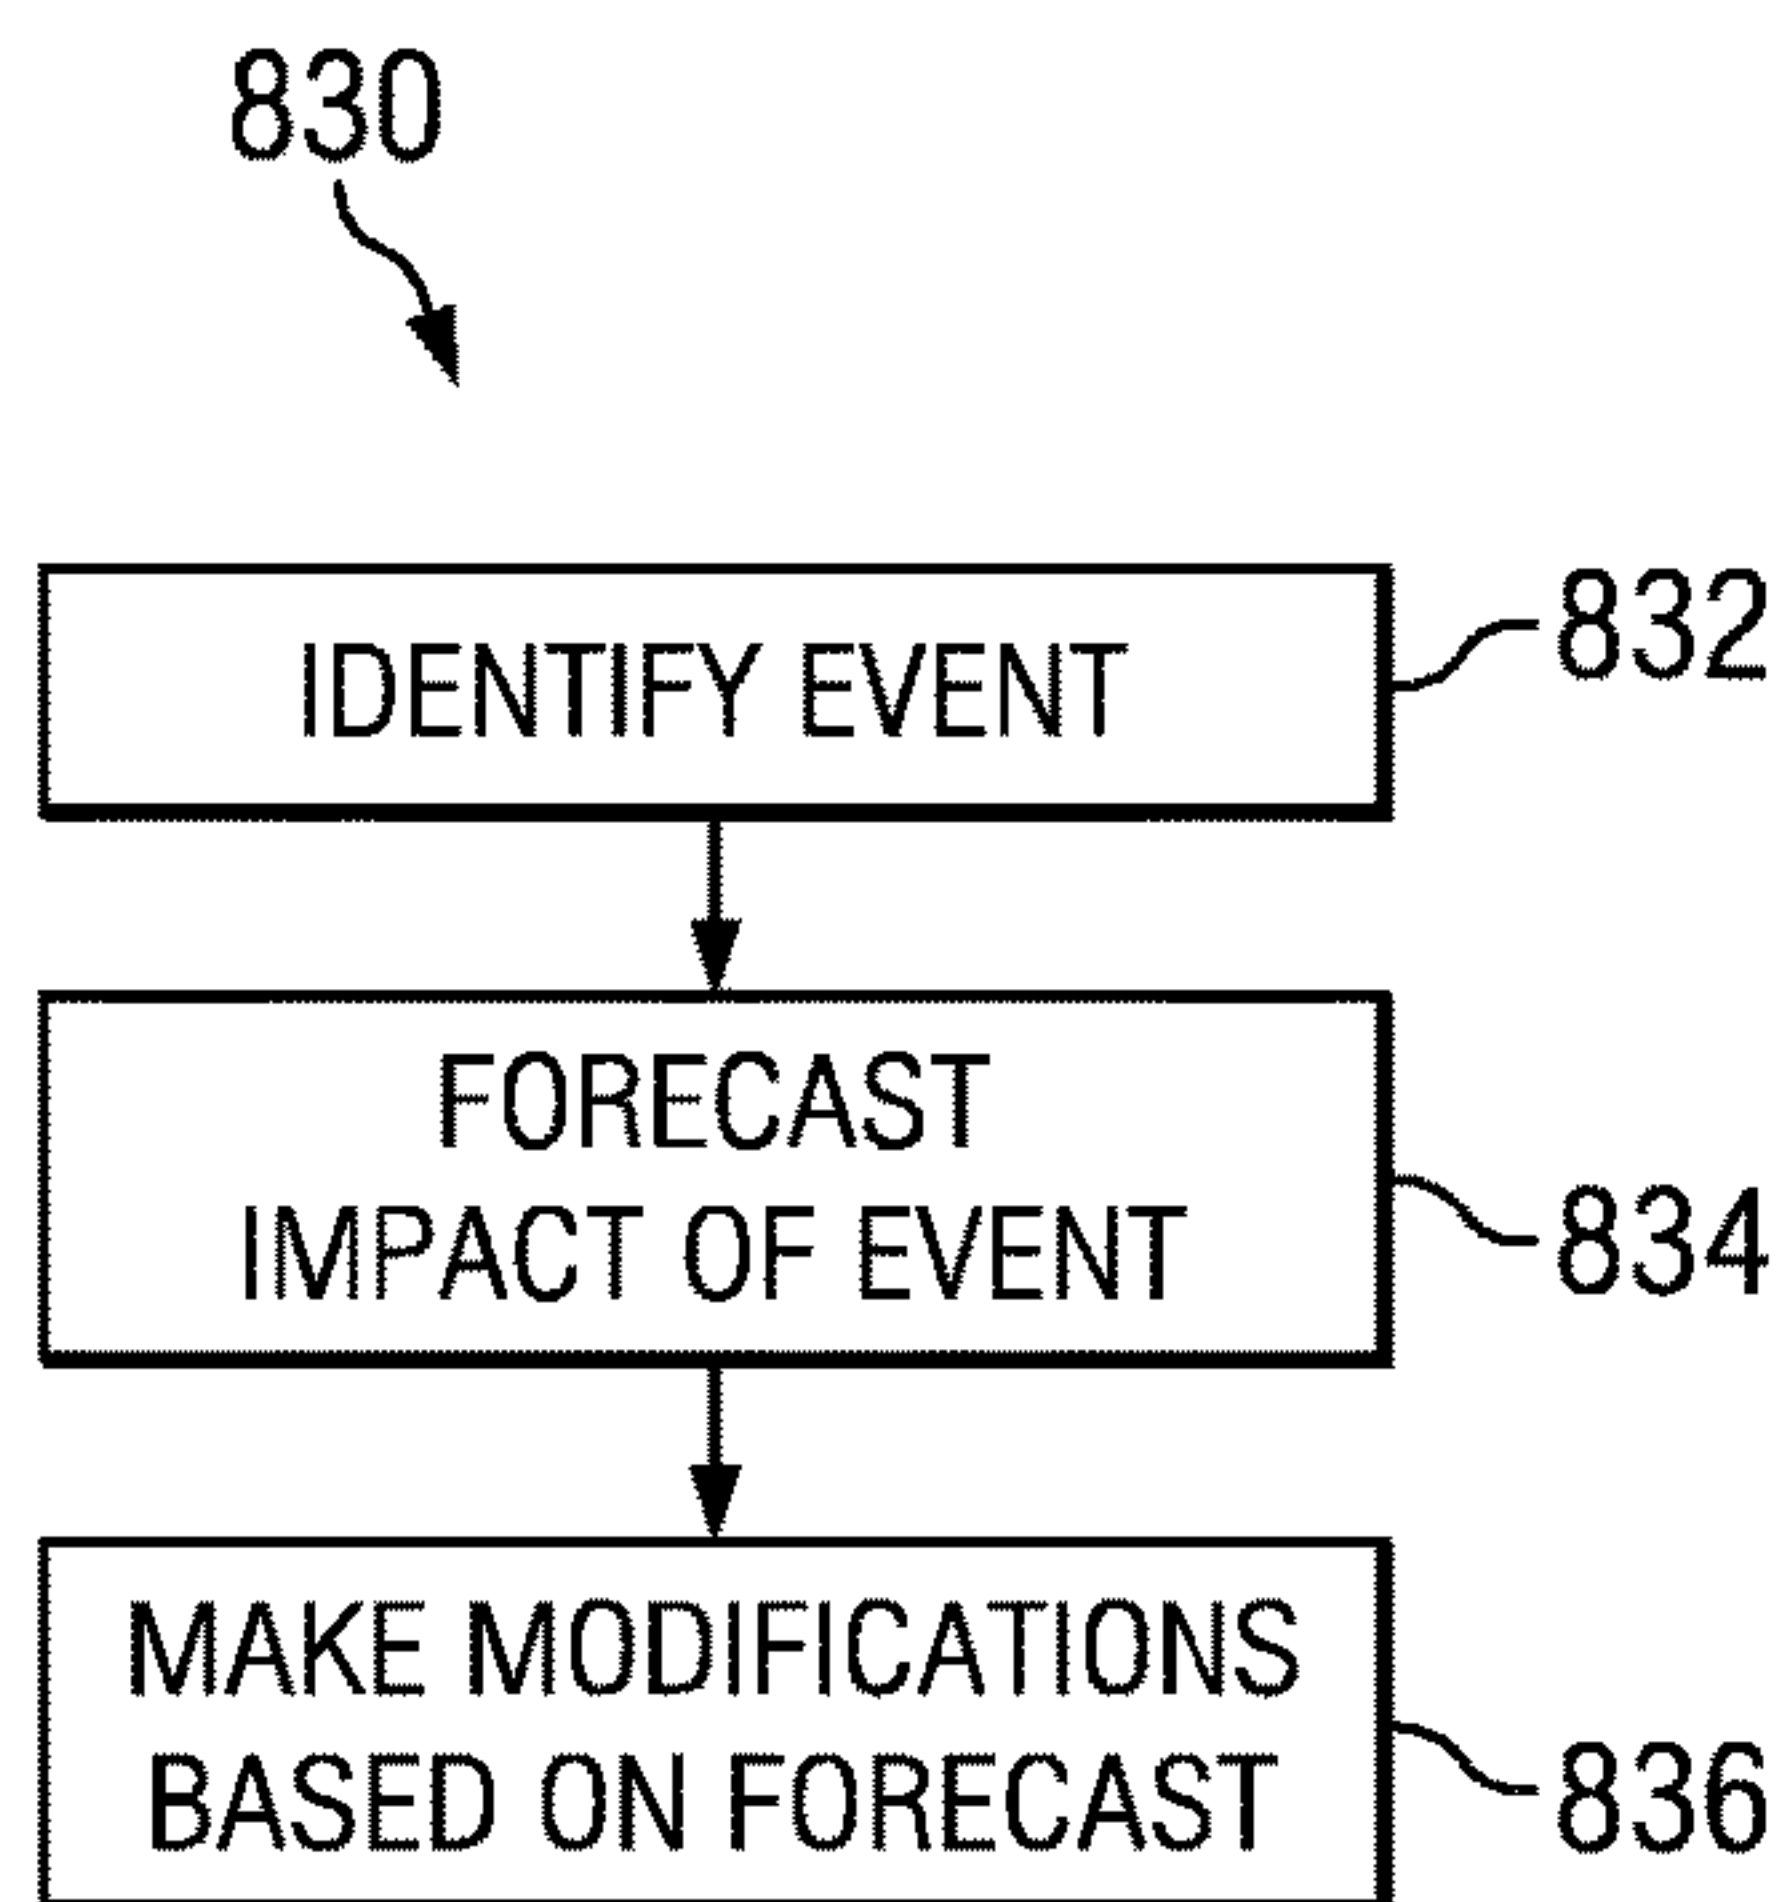 830
IDENTIFY EVENT
832
FORECAST
IMPACT OF EVENT
834
MAKE MODIFICATIONS
BASED ON FORECAST
836